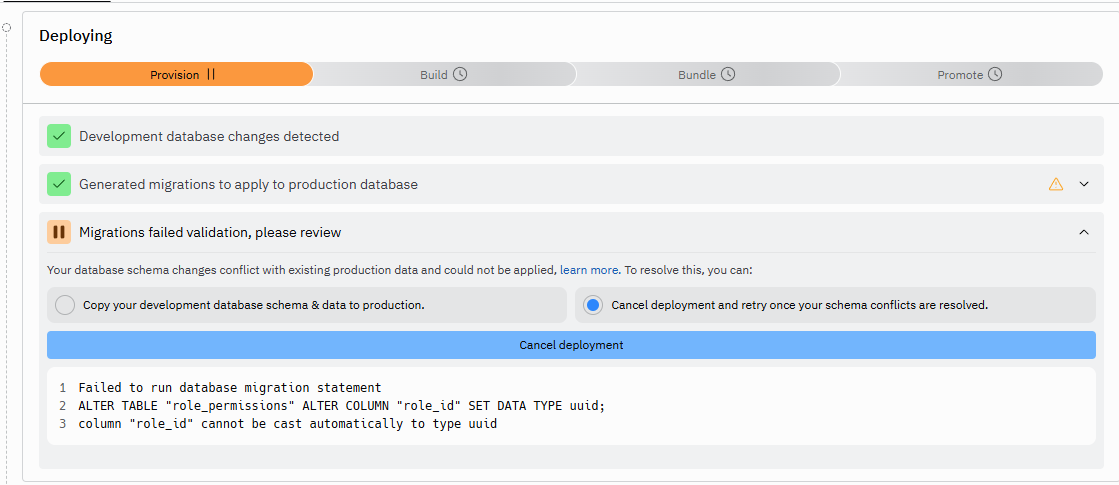 Deploying
Provision
Build
Bundle
Promote
Development database changes detected
Generated migrations to apply to production database
Migrations failed validation, please review
Your database schema changes conflict with existing production data and could not be applied, learn more. To resolve this, you can:
Copy your development database schema & data to production.
Cancel deployment and retry once your schema conflicts are resolved.
Cancel deployment
1 Failed to run database migration statement
2 ALTER TABLE "role_permissions" ALTER COLUMN "role_id" SET DATA TYPE uuid;
3 column "role_id" cannot be cast automatically to type uuid